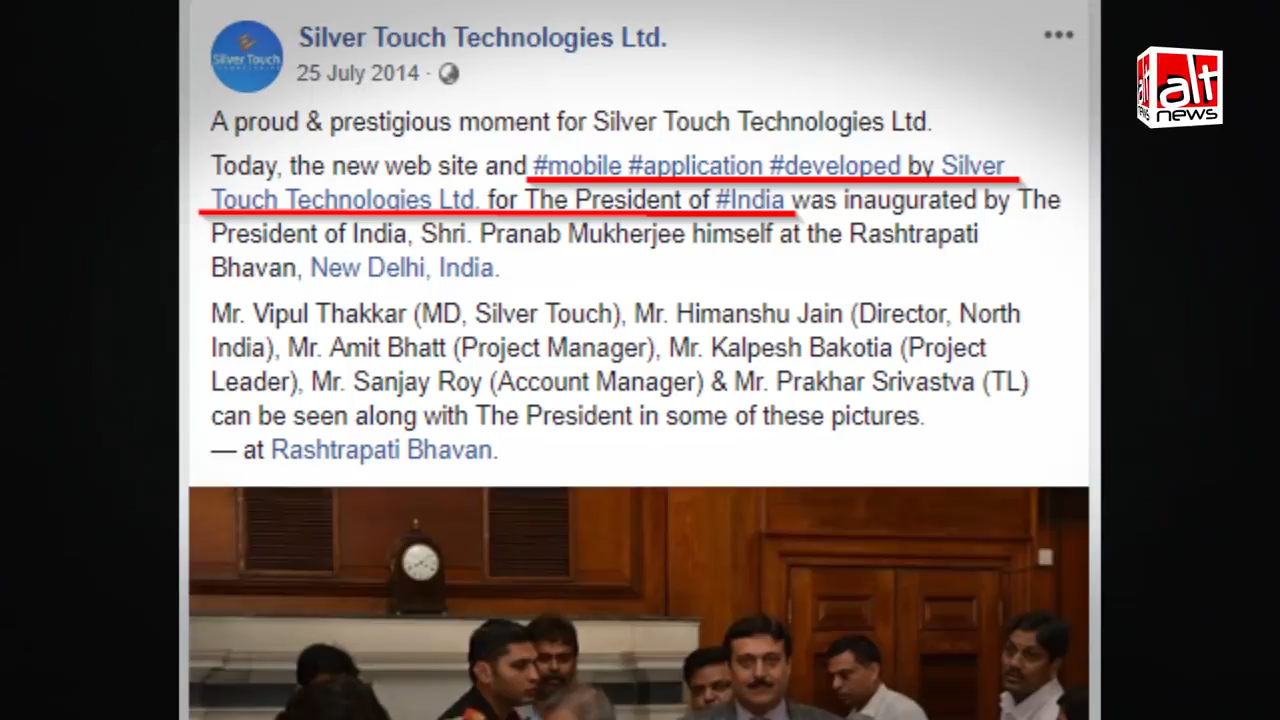 Silver Touch Technologies Ltd.
25 July 2014 ·
Silver Touch
alt
news
A proud & prestigious moment for Silver Touch Technologies Ltd.
Today, the new web site and #mobile #application #developed by Silver
Touch Technologies Ltd. for The President of #India was inaugurated by The
President of India, Shri. Pranab Mukherjee himself at the Rashtrapati
Bhavan, New Delhi, India.
Mr. Vipul Thakkar (MD, Silver Touch), Mr. Himanshu Jain (Director, North
India), Mr. Amit Bhatt (Project Manager), Mr. Kalpesh Bakotia (Project
Leader), Mr. Sanjay Roy (Account Manager) & Mr. Prakhar Srivastva (TL)
can be seen along with The President in some of these pictures.
— at Rashtrapati Bhavan.